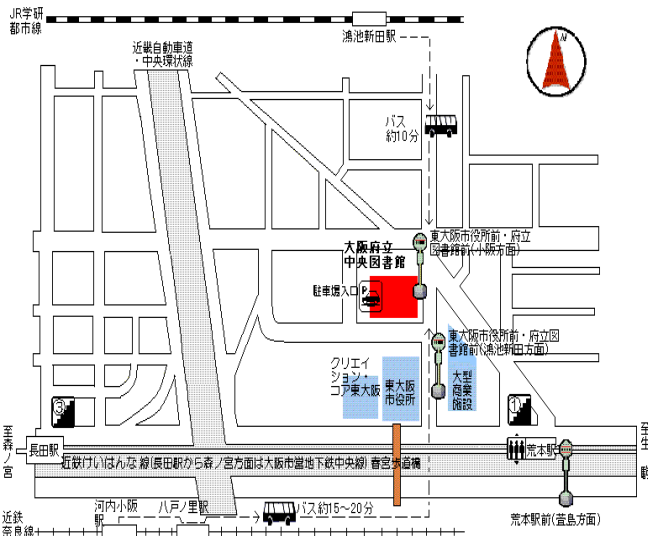 JR学研
都市線
鴻池新田駅
N
近畿自動車道
・中央環状線
バス
約10分
東大阪市役所前・府立
図書館前(小阪方面)
大阪府立
中央図書館
駐車場入口
P
東大阪市役所前・府立図
書館前(鴻池新田方面)
クリエイ
ション・
コア東大阪
東大阪
市役所
大型
商業
施設
③
①
至森ノ宮
長田駅
近鉄けいはんな線(長田駅から森ノ宮方面は大阪市営地下鉄中央線)
春宮歩道橋
荒本駅
至生駒
河内小阪
駅
八戸ノ里駅
バス約15～20分
荒本駅前(萱島方面)
近鉄
奈良線